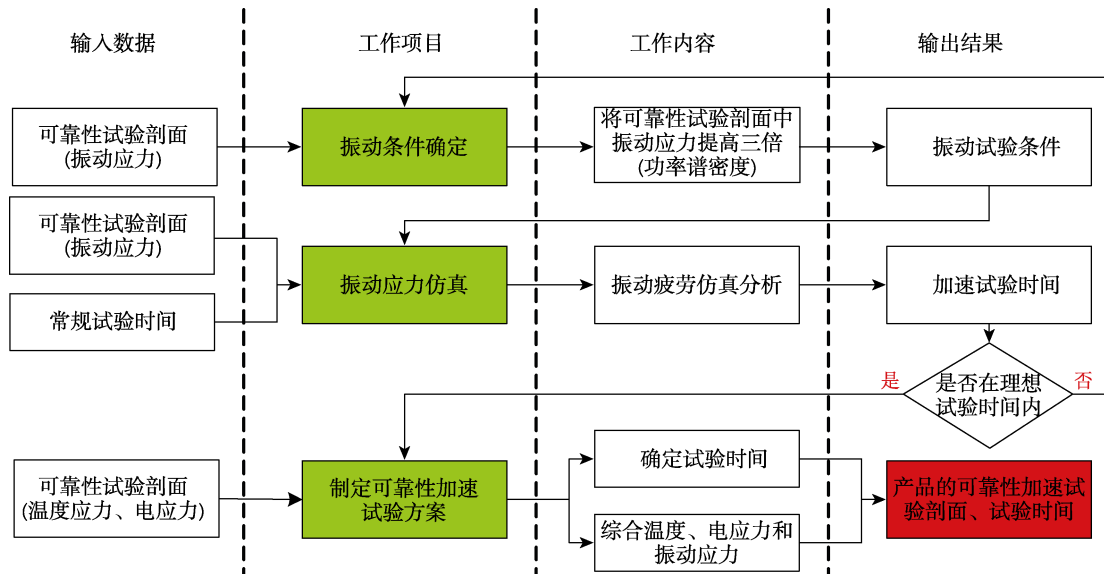 输入数据
工作项目
工作内容
输出结果
可靠性试验剖面
(振动应力)
振动条件确定
将可靠性试验剖面中
振动应力提高三倍
(功率谱密度)
振动试验条件
可靠性试验剖面
(振动应力)
常规试验时间
振动应力仿真
振动疲劳仿真分析
加速试验时间
是
是否在理想
试验时间内
否
可靠性试验剖面
(温度应力、电应力)
制定可靠性加速
试验方案
确定试验时间
综合温度、电应力和
振动应力
产品的可靠性加速试
验剖面、试验时间